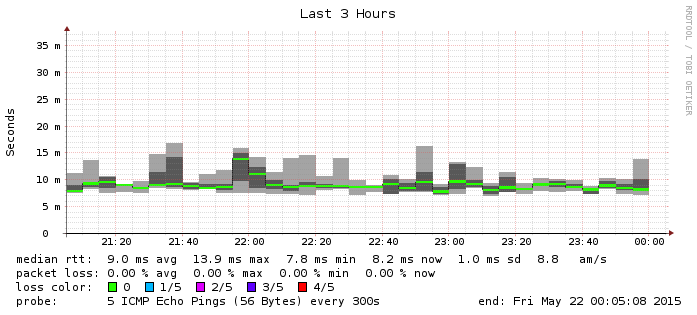 Last 3 Hours
RRDTOOL / TOBI OETIKER
Seconds
35 m
30 m
25 m
20 m
15 m
10 m
5 m
0
21:20 21:40 22:00 22:20 22:40 23:00 23:20 23:40 00:00
median rtt: 9.0 ms avg 13.9 ms max 7.8 ms min 8.2 ms now 1.0 ms sd 8.8 am/s
packet loss: 0.00 % avg 0.00 % max 0.00 % min 0.00 % now
loss color: 0 1/5 2/5 3/5 4/5
probe: 5 ICMP Echo Pings (56 Bytes) every 300s end: Fri May 22 00:05:08 2015